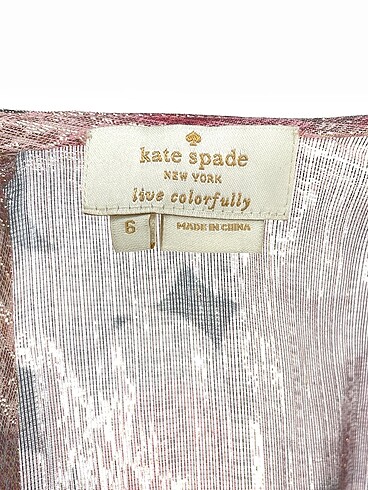 kate spade
NEW YORK
live colorfully
6
MADE IN CHINA